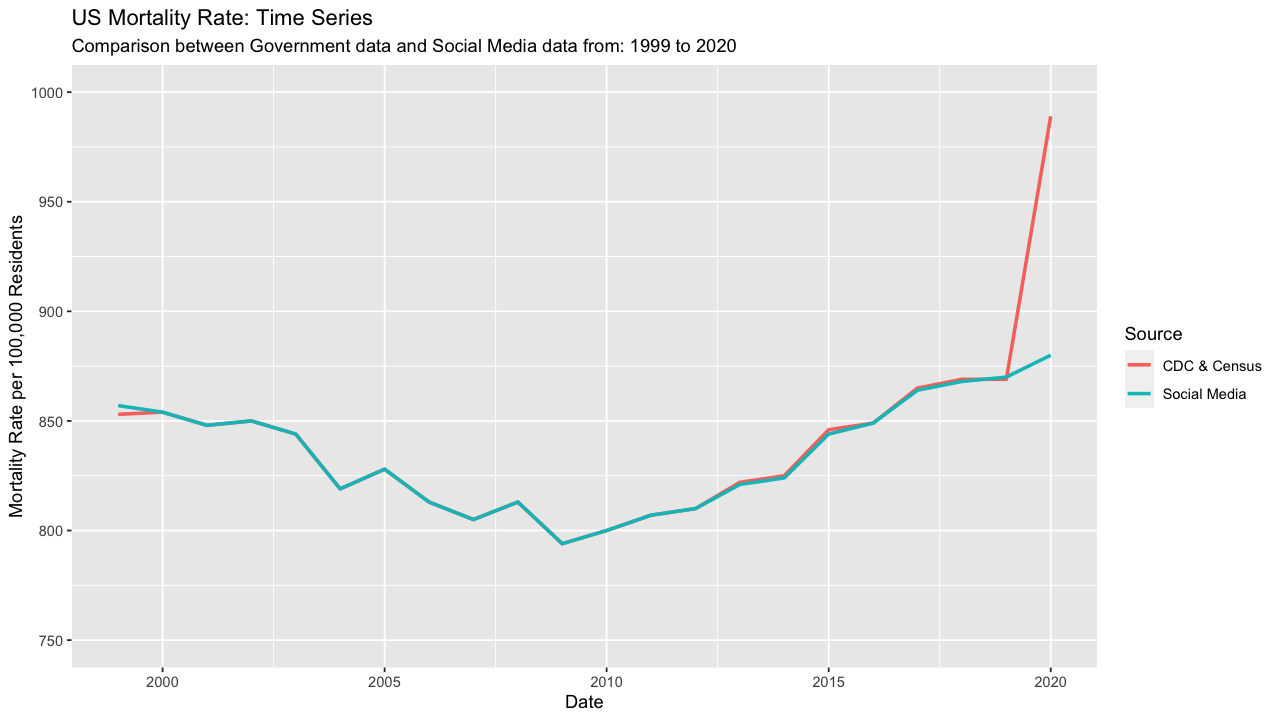 US Mortality Rate: Time Series
Comparison between Government data and Social Media data from: 1999 to 2020
Mortality Rate per 100,000 Residents
1000
950
900
850
800
750
2000 2005 2010 2015 2020
Date
Source
CDC & Census
Social Media